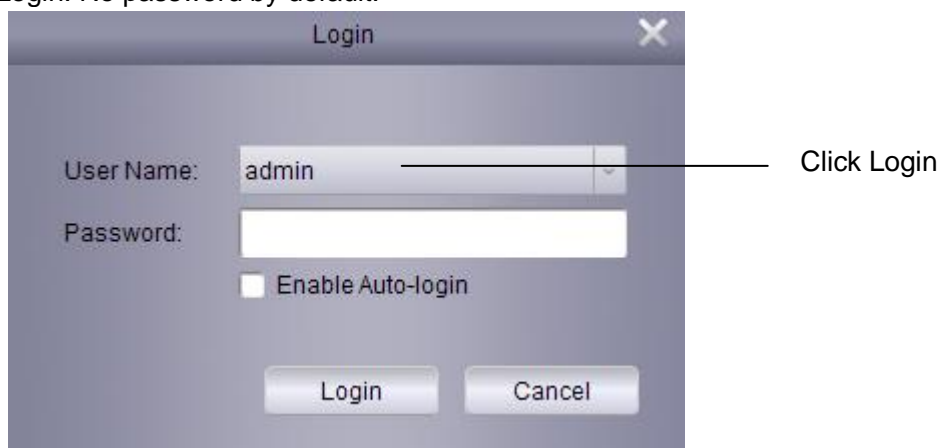 Login. No password by default.
Login
User Name:
admin
Click Login
Password:
Enable Auto-login
Login
Cancel